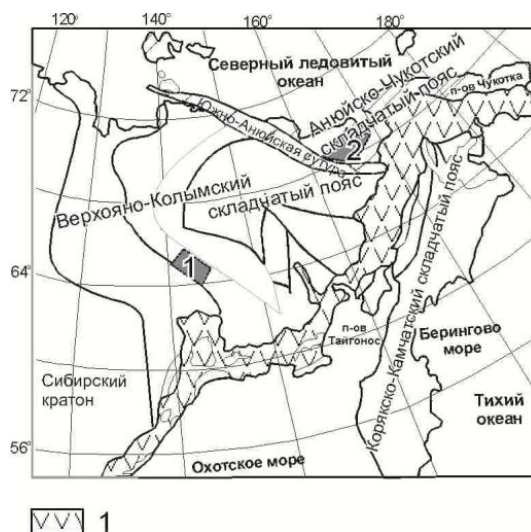 120° 140° 160° 180°
72°
64°
56°
Северный ледовитый
океан
Анюйско-Чукотский
складчатый пояс
п-ов Чукотка
Южно-Анюйская сутура
2
Верхояно-Колымский
складчатый пояс
1
Корякско-Камчатский складчатый пояс
п-ов
Тайгонос
Берингово
море
Сибирский
кратон
Тихий
океан
Охотское море
1